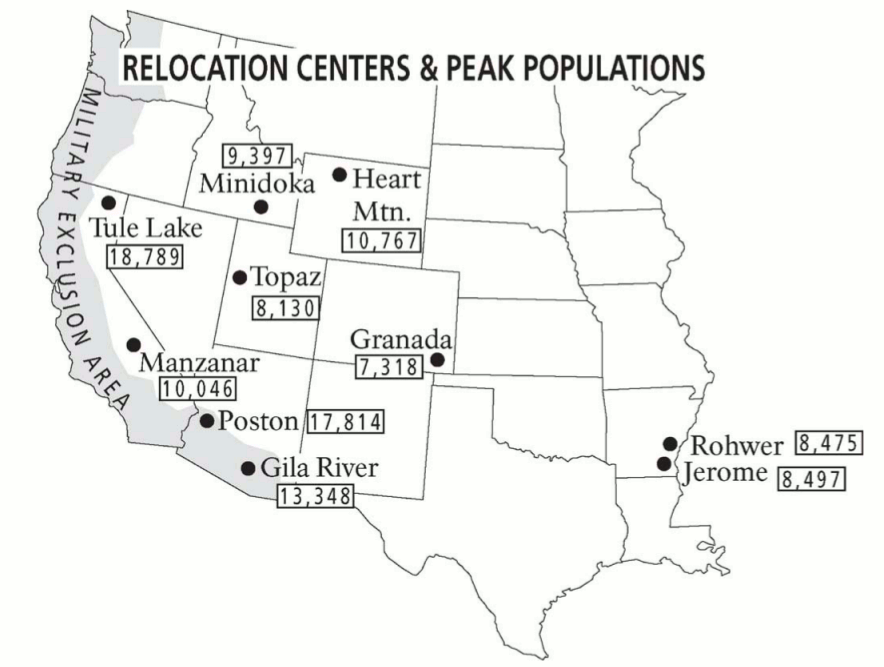 RELOCATION CENTERS & PEAK POPULATIONS
MILITARY EXCLUSION AREA
9,397
Minidoka
Heart
Mtn.
10,767
Tule Lake
18,789
Topaz
8,130
Granada
7,318
Manzanar
10,046
Poston 17,814
Gila River
13,348
Rohwer 8,475
Jerome 8,497